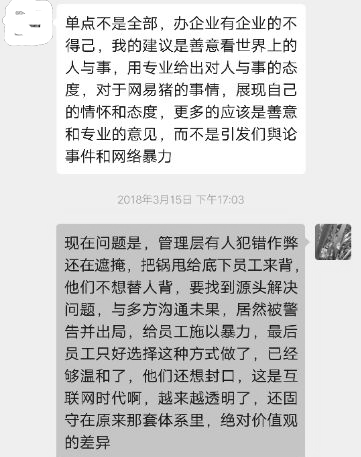 单点不是全部，办企业有企业的不
得己，我的建议是善意看世界上的
人与事，用专业给出对人与事的态
度，对于网易猪的事情，展现自己
的情怀和态度，更多的应该是善意
和专业的意见，而不是引发们舆论
事件和网络暴力
2018年3月15日 下午17:03
现在问题是，管理层有人犯错作弊
还在遮掩，把锅甩给底下员工来背，
他们不想替人背，要找到源头解决
问题，与多方沟通未果，居然被警
告并出局，给员工施以暴力，最后
员工只好选择这种方式做了，已经
够温和了，他们还想封口，这是互
联网时代啊，越来越透明了，还固
守在原来那套体系里，绝对价值观
的差异